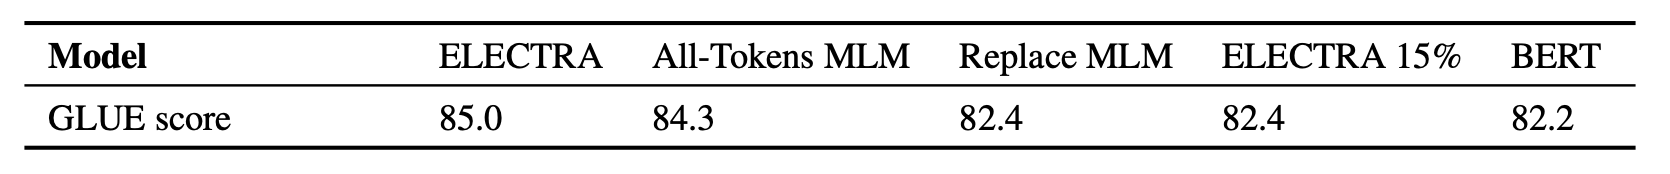 Model ELECTRA All-Tokens MLM Replace MLM ELECTRA 15% BERT
GLUE score 85.0 84.3 82.4 82.4 82.2